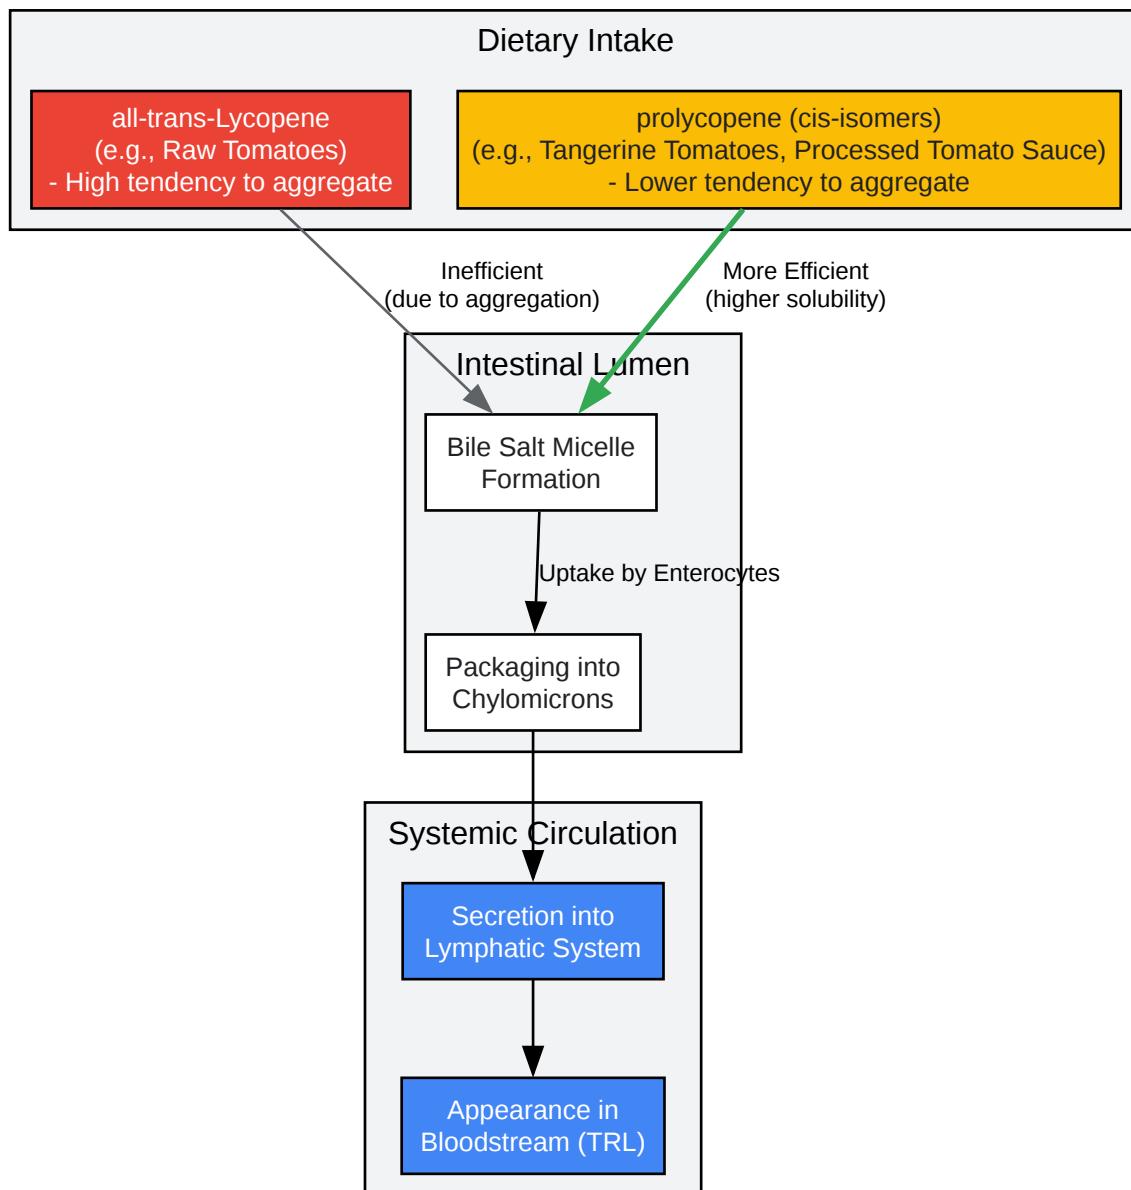 Dietary Intake
all-trans-Lycopene
(e.g., Raw Tomatoes)
- High tendency to aggregate
prolycopene (cis-isomers)
(e.g., Tangerine Tomatoes, Processed Tomato Sauce)
- Lower tendency to aggregate
Inefficient
(due to aggregation)
More Efficient
(higher solubility)
Intestinal Lumen
Bile Salt Micelle
Formation
Uptake by Enterocytes
Packaging into
Chylomicrons
Systemic Circulation
Secretion into
Lymphatic System
Appearance in
Bloodstream (TRL)